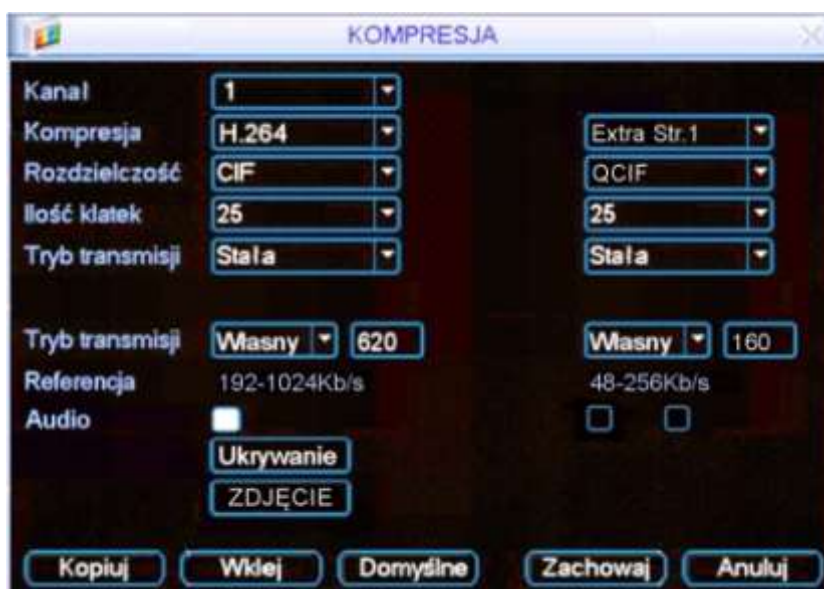 KOMPRESJA
Kanał 1
Kompresja H.264 Extra Str.1
Rozdzielczość CIF QCIF
Ilość klatek 25 25
Tryb transmisji Stała Stała
Tryb transmisji Własny 620 Własny 160
Referencja 192-1024Kb/s 48-256Kb/s
Audio
Ukrywanie
ZDJĘCIE
Kopiuj Wklej Domyślne Zachowaj Anuluj